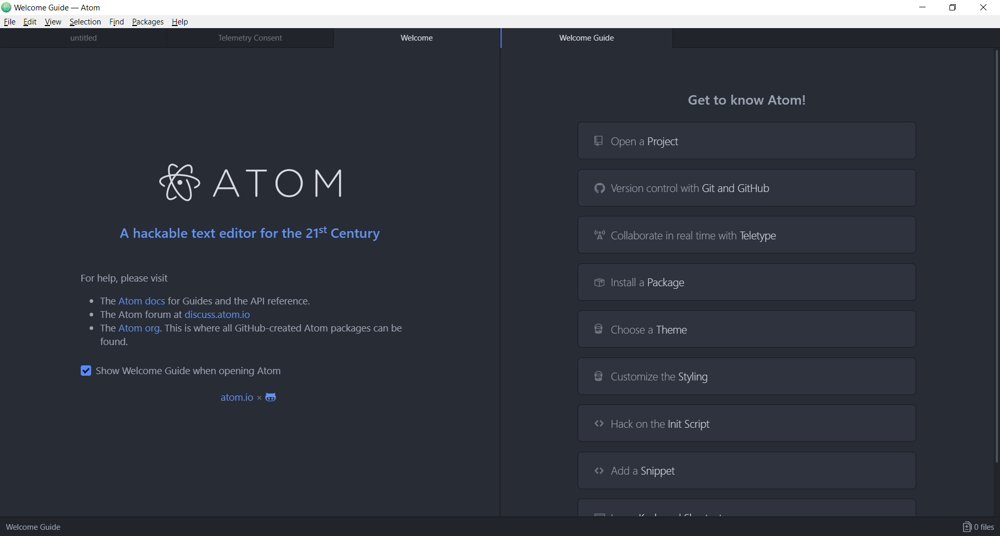 Welcome Guide — Atom
File Edit View Selection Find Packages Help
untitled
Telemetry Consent
Welcome
Welcome Guide
ATOM
A hackable text editor for the 21st Century
For help, please visit
• The Atom docs for Guides and the API reference.
• The Atom forum at discuss.atom.io
• The Atom org. This is where all GitHub-created Atom packages can be
found.
Show Welcome Guide when opening Atom
atom.io ×
Get to know Atom!
Open a Project
Version control with Git and GitHub
Collaborate in real time with Teletype
Install a Package
Choose a Theme
Customize the Styling
Hack on the Init Script
Add a Snippet
Welcome Guide
0 files